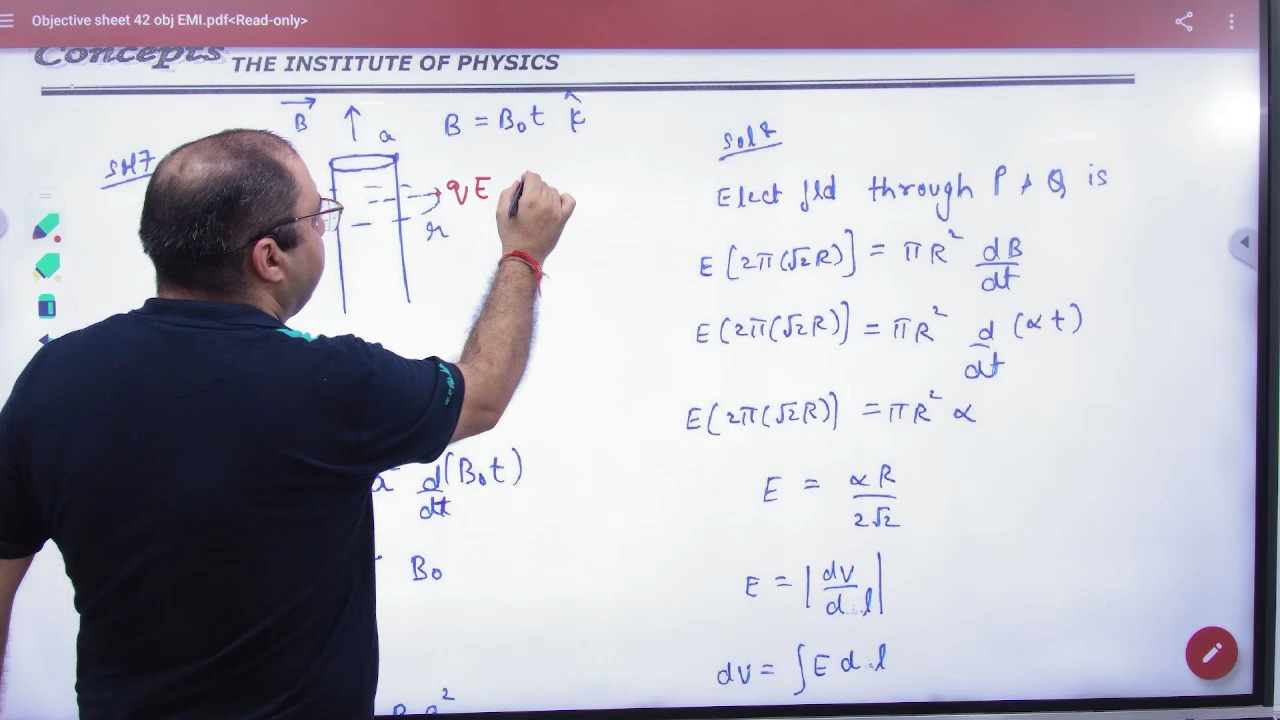 Objective sheet 42 obj EMI.pdf<Read-only>
Concepts THE INSTITUTE OF PHYSICS
B⃗ a B = B₀t k̂
qE
r
d/dt (B₀t)
B₀
a²
Elect fld through P & Q is
E[2π(√2R)] = πR² dB/dt
E(2π(√2R)] = πR² d/dt (αt)
E(2π(√2R)] = πR² α
E = αR/2√2
E = |dV/dl|
dV = ∫E dl